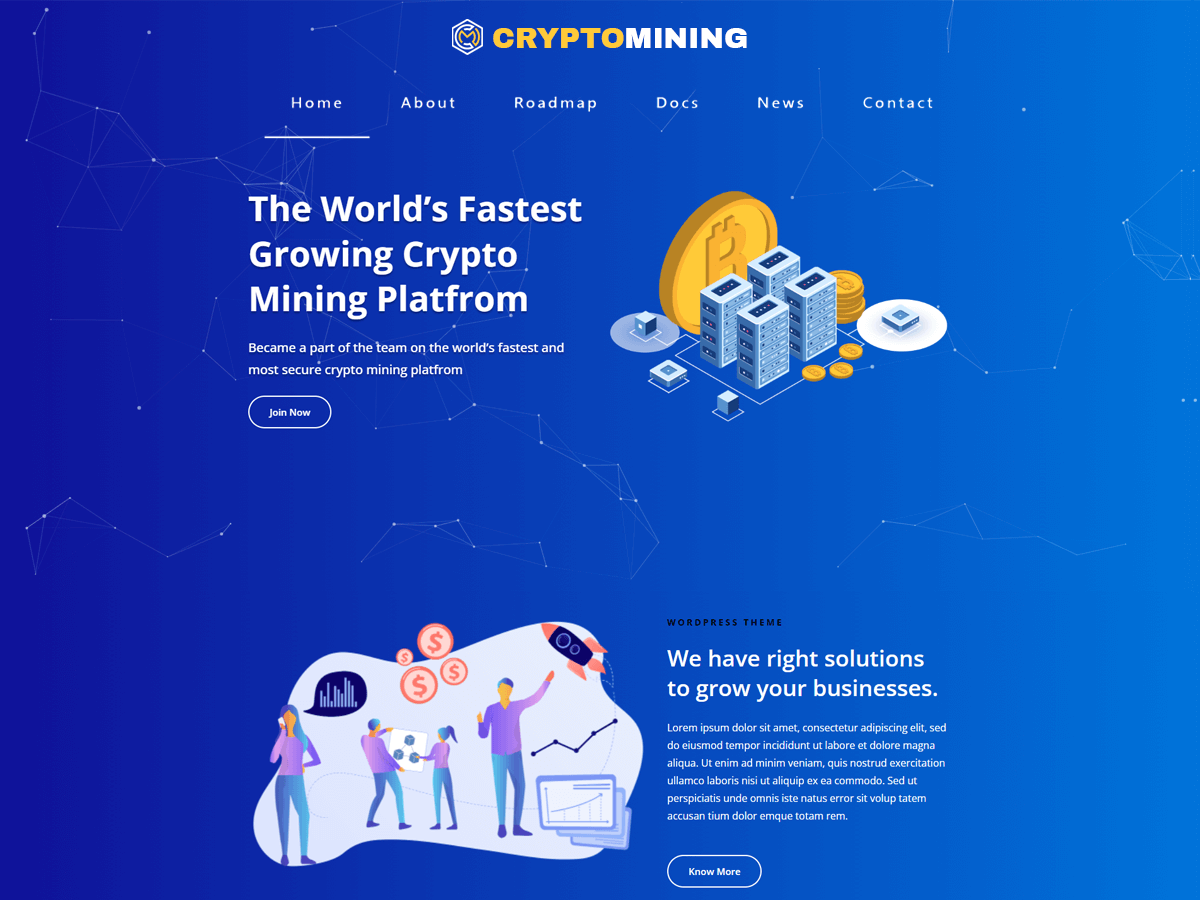 CRYPTOMINING
Home About Roadmap Docs News Contact
The World’s Fastest
Growing Crypto
Mining Platfrom
Became a part of the team on the world’s fastest and
most secure crypto mining platfrom
Join Now
WORDPRESS THEME
We have right solutions
to grow your businesses.
Lorem ipsum dolor sit amet, consectetur adipiscing elit, sed
do eiusmod tempor incididunt ut labore et dolore magna
aliqua. Ut enim ad minim veniam, quis nostrud exercitation
ullamco laboris nisi ut aliquip ex ea commodo. Sed ut
perspiciatis unde omnis iste natus error sit volup tatem
accusan tium dolor emque totam rem.
Know More